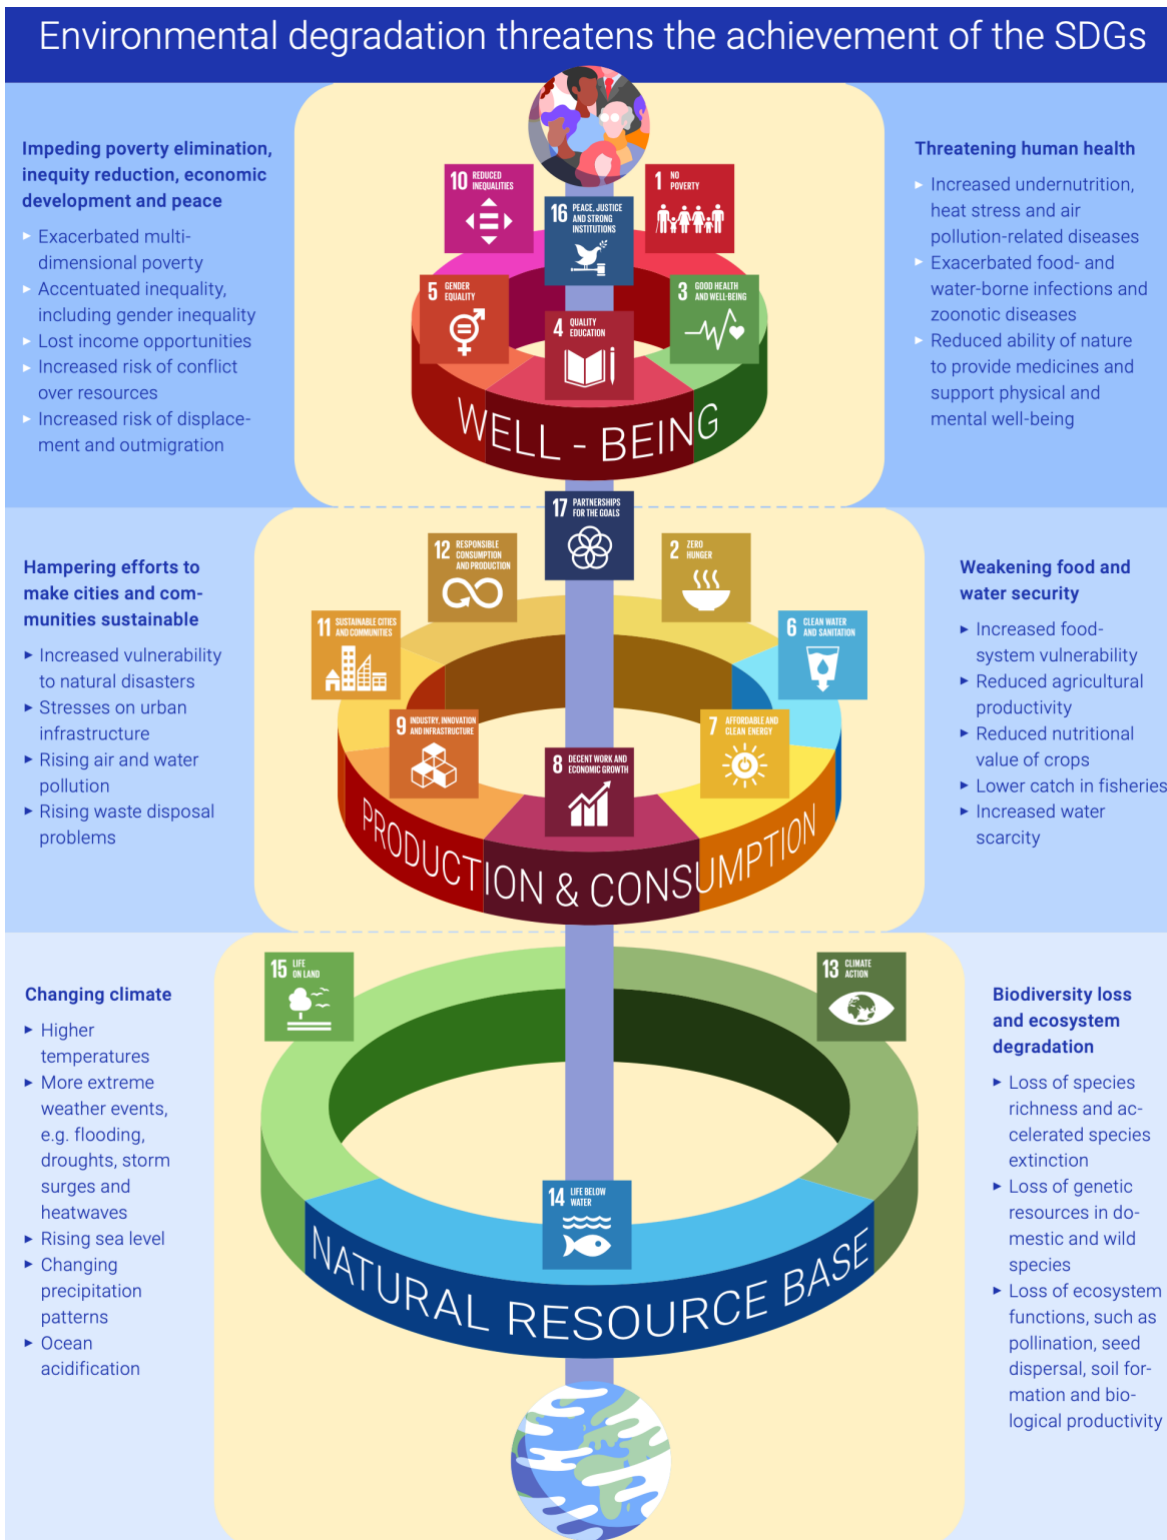 Environmental degradation threatens the achievement of the SDGs
Impeding poverty elimination,
inequity reduction, economic
development and peace
Exacerbated multi-
dimensional poverty
Accentuated inequality,
including gender inequality
Lost income opportunities
Increased risk of conflict
over resources
Increased risk of displace-
ment and outmigration
10 REDUCED
INEQUALITIES
16 PEACE, JUSTICE
AND STRONG
INSTITUTIONS
1 NO
POVERTY
5 GENDER
EQUALITY
4 QUALITY
EDUCATION
3 GOOD HEALTH
AND WELL-BEING
WELL - BEING
Threatening human health
Increased undernutrition,
heat stress and air
pollution-related diseases
Exacerbated food- and
water-borne infections and
zoonotic diseases
Reduced ability of nature
to provide medicines and
support physical and
mental well-being
17 PARTNERSHIPS
FOR THE GOALS
Hampering efforts to
make cities and com-
munities sustainable
Increased vulnerability
to natural disasters
Stresses on urban
infrastructure
Rising air and water
pollution
Rising waste disposal
problems
12 RESPONSIBLE
CONSUMPTION
AND PRODUCTION
2 ZERO
HUNGER
11 SUSTAINABLE CITIES
AND COMMUNITIES
6 CLEAN WATER
AND SANITATION
9 INDUSTRY, INNOVATION
AND INFRASTRUCTURE
8 DECENT WORK AND
ECONOMIC GROWTH
7 AFFORDABLE AND
CLEAN ENERGY
PRODUCTION & CONSUMPTION
Weakening food and
water security
Increased food-
system vulnerability
Reduced agricultural
productivity
Reduced nutritional
value of crops
Lower catch in fisheries
Increased water
scarcity
Changing climate
Higher
temperatures
More extreme
weather events,
e.g. flooding,
droughts, storm
surges and
heatwaves
Rising sea level
Changing
precipitation
patterns
Ocean
acidification
15 LIFE
ON LAND
13 CLIMATE
ACTION
14 LIFE BELOW
WATER
NATURAL RESOURCE BASE
Biodiversity loss
and ecosystem
degradation
Loss of species
richness and ac-
celerated species
extinction
Loss of genetic
resources in do-
mestic and wild
species
Loss of ecosystem
functions, such as
pollination, seed
dispersal, soil for-
mation and bio-
logical productivity